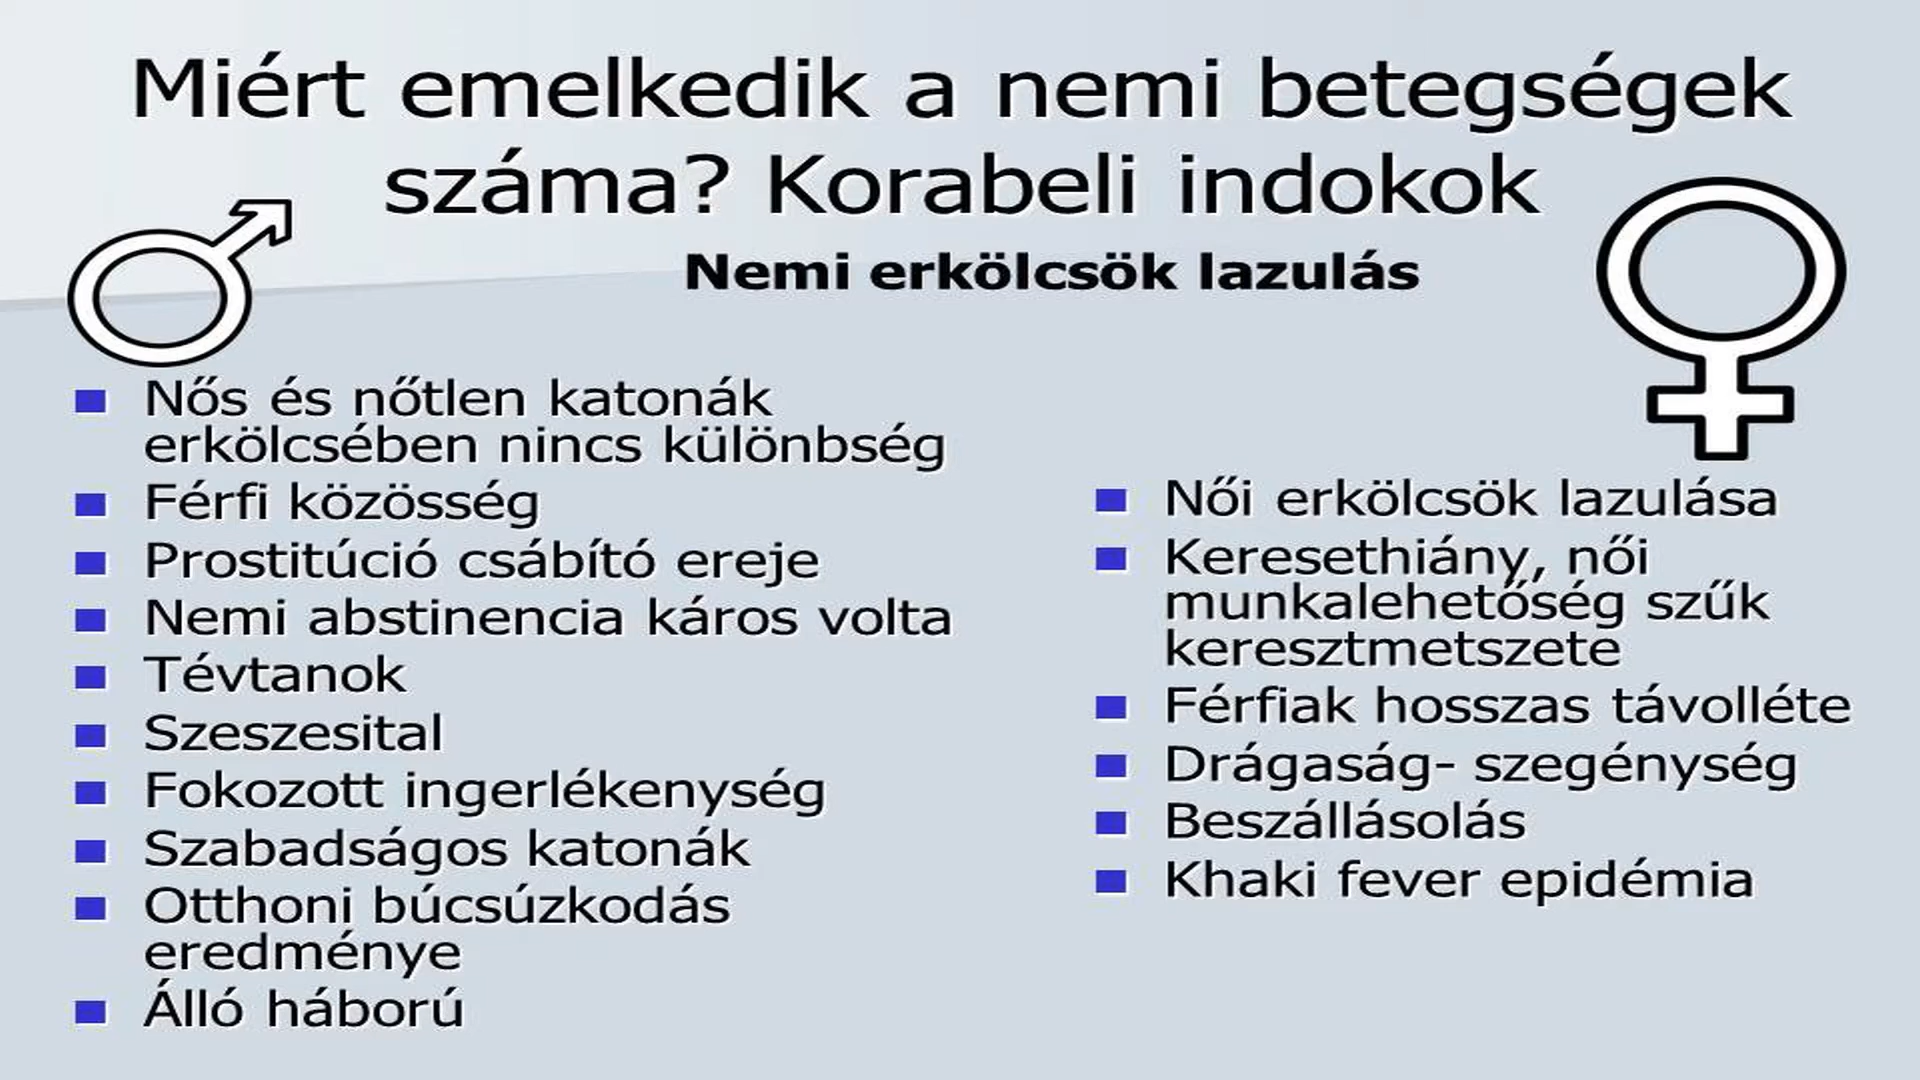 Miért emelkedik a nemi betegségek
száma? Korabeli indokok
Nemi erkölcsök lazulás
Nős és nőtlen katonák
erkölcsében nincs különbség
Férfi közösség
Prostitúció csábító ereje
Nemi abstinencia káros volta
Tévtanok
Szeszesital
Fokozott ingerlékenység
Szabadságos katonák
Otthoni búcsúzkodás
eredménye
Álló háború
Női erkölcsök lazulása
Keresethiány, női
munkalehetőség szűk
keresztmetszete
Férfiak hosszas távolléte
Drágaság- szegénység
Beszállásolás
Khaki fever epidémia